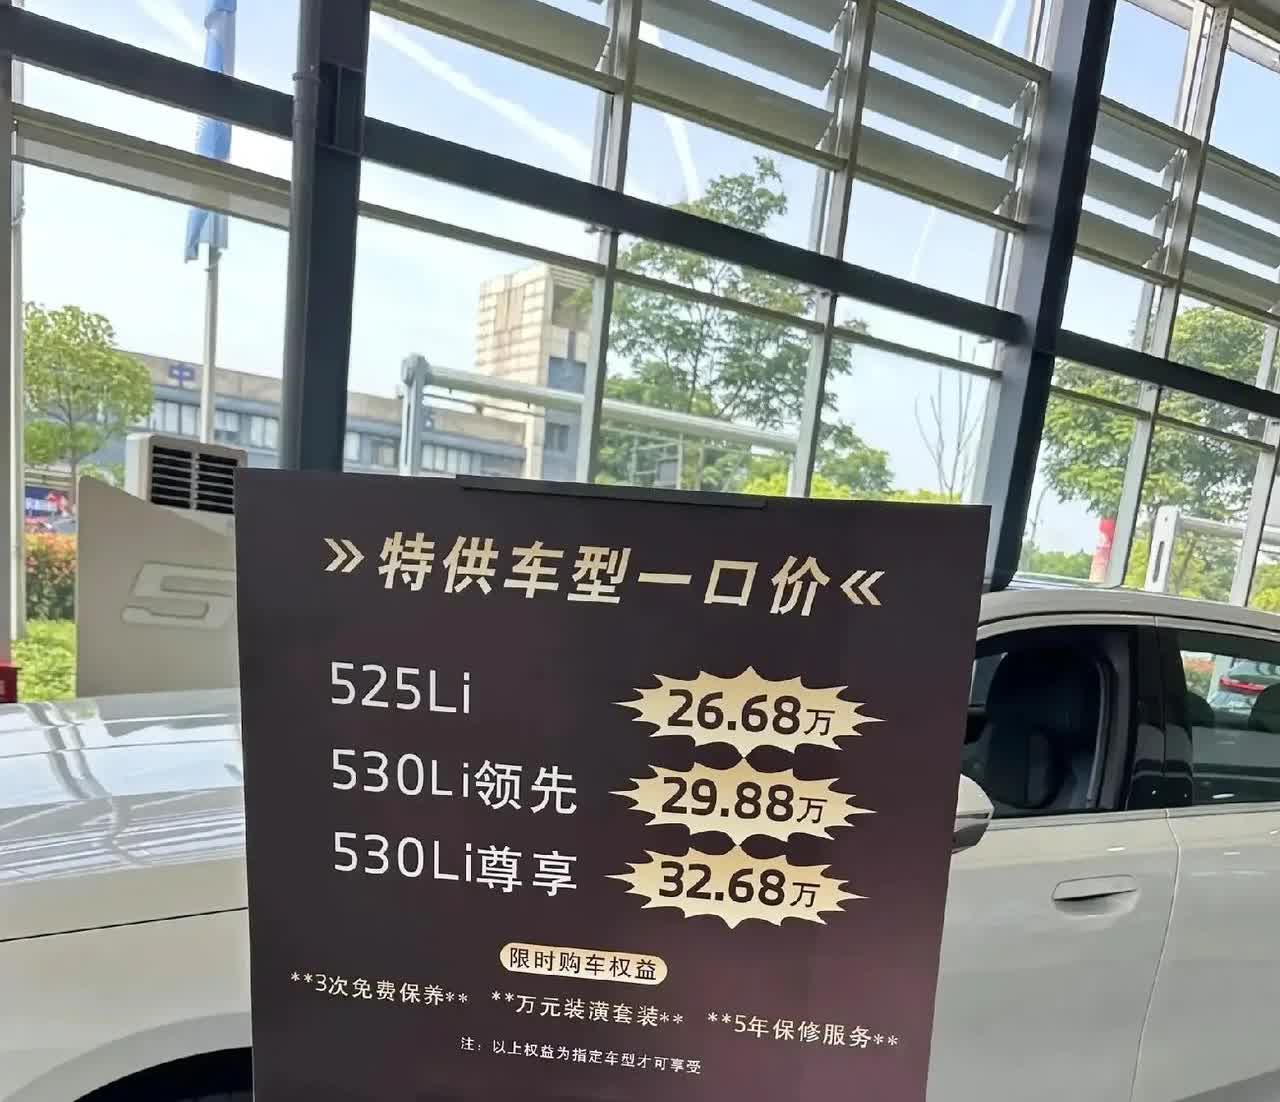 中
5
»特供车型一口价«
525Li 26.68万
530Li领先 29.88万
530Li尊享 32.68万
限时购车权益
**3次免费保养** **万元装潢套装** **5年保修服务**
注：以上权益为指定车型才可享受